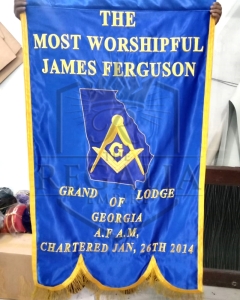 THE
MOST WORSHIPFUL
JAMES FERGUSON
G
GRAND LODGE
OF
GEORGIA
A.F A.M,
CHARTERED JAN, 26TH 2014